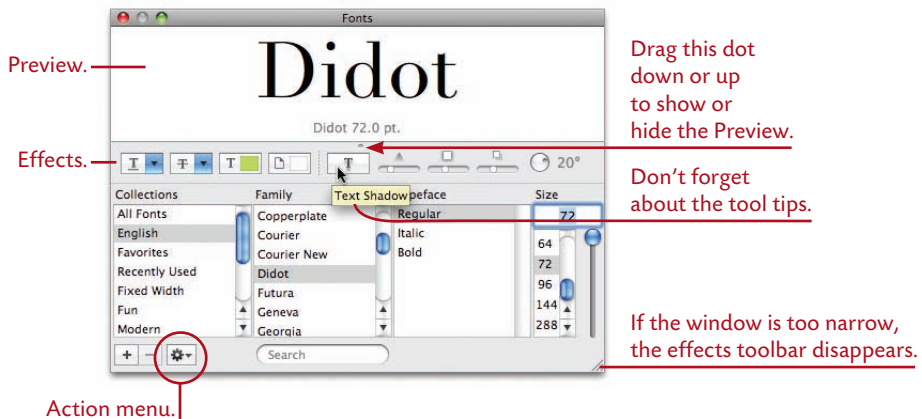 Fonts
Preview.
Didot
Didot 72.0 pt.
Drag this dot
down or up
to show or
hide the Preview.
Effects.
T T T T 20°
Text Shadow
Don't forget
about the tool tips.
Collections Family peface Size
All Fonts
English
Favorites
Recently Used
Fixed Width
Fun
Modern
Copperplate
Courier
Courier New
Didot
Futura
Geneva
Georgia
Regular
Italic
Bold
72
64
72
96
144
288
+ −
Search
If the window is too narrow,
the effects toolbar disappears.
Action menu.